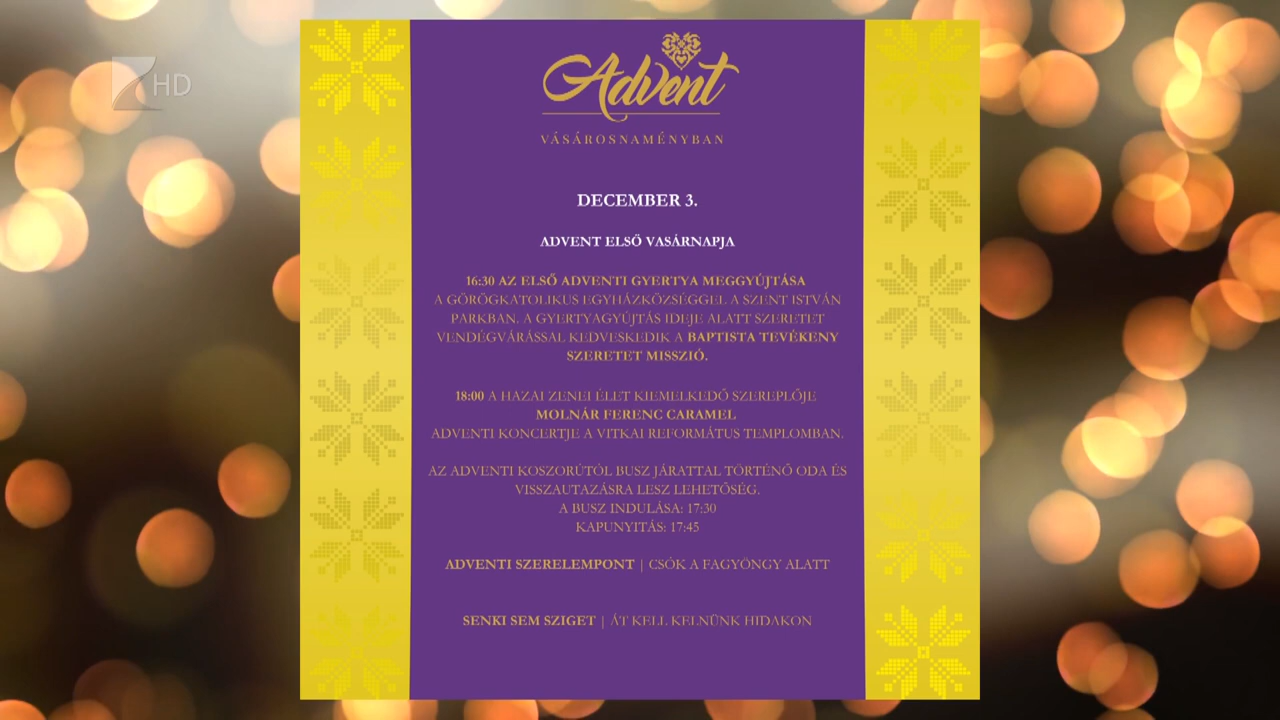 HD
Advent
VÁSÁROSNAMÉNYBAN
DECEMBER 3.
ADVENT ELSŐ VASÁRNAPJA
16:30 AZ ELSŐ ADVENTI GYERTYA MEGGYÚJTÁSA
A GÖRÖGKATOLIKUS EGYHÁZKÖZSÉGGEL A SZENT ISTVÁN
PARKBAN. A GYERTYAGYÚJTÁS IDEJE ALATT SZERETET
VENDÉGVÁRÁSSAL KEDVESKEDIK A BAPTISTA TEVÉKENY
SZERETET MISSZIÓ.
18:00 A HAZAI ZENEI ÉLET KIEMELKEDŐ SZEREPLŐJE
MOLNÁR FERENC CARAMEL
ADVENTI KONCERTJE A VITKAI REFORMÁTUS TEMPLOMBAN.
AZ ADVENTI KOSZORÚTÓL BUSZ JÁRATTAL TÖRTÉNŐ ODA ÉS
VISSZAUTAZÁSRA LESZ LEHETŐSÉG.
A BUSZ INDULÁSA: 17:30
KAPUNYITÁS: 17:45
ADVENTI SZERELEMPONT | CSÓK A FAGYÖNGY ALATT
SENKI SEM SZIGET | ÁT KELL KELNÜNK HIDAKON